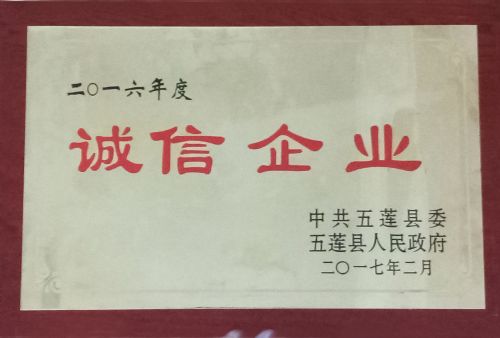 二〇一六年度
诚信企业
中共五莲县委
五莲县人民政府
二〇一七年二月